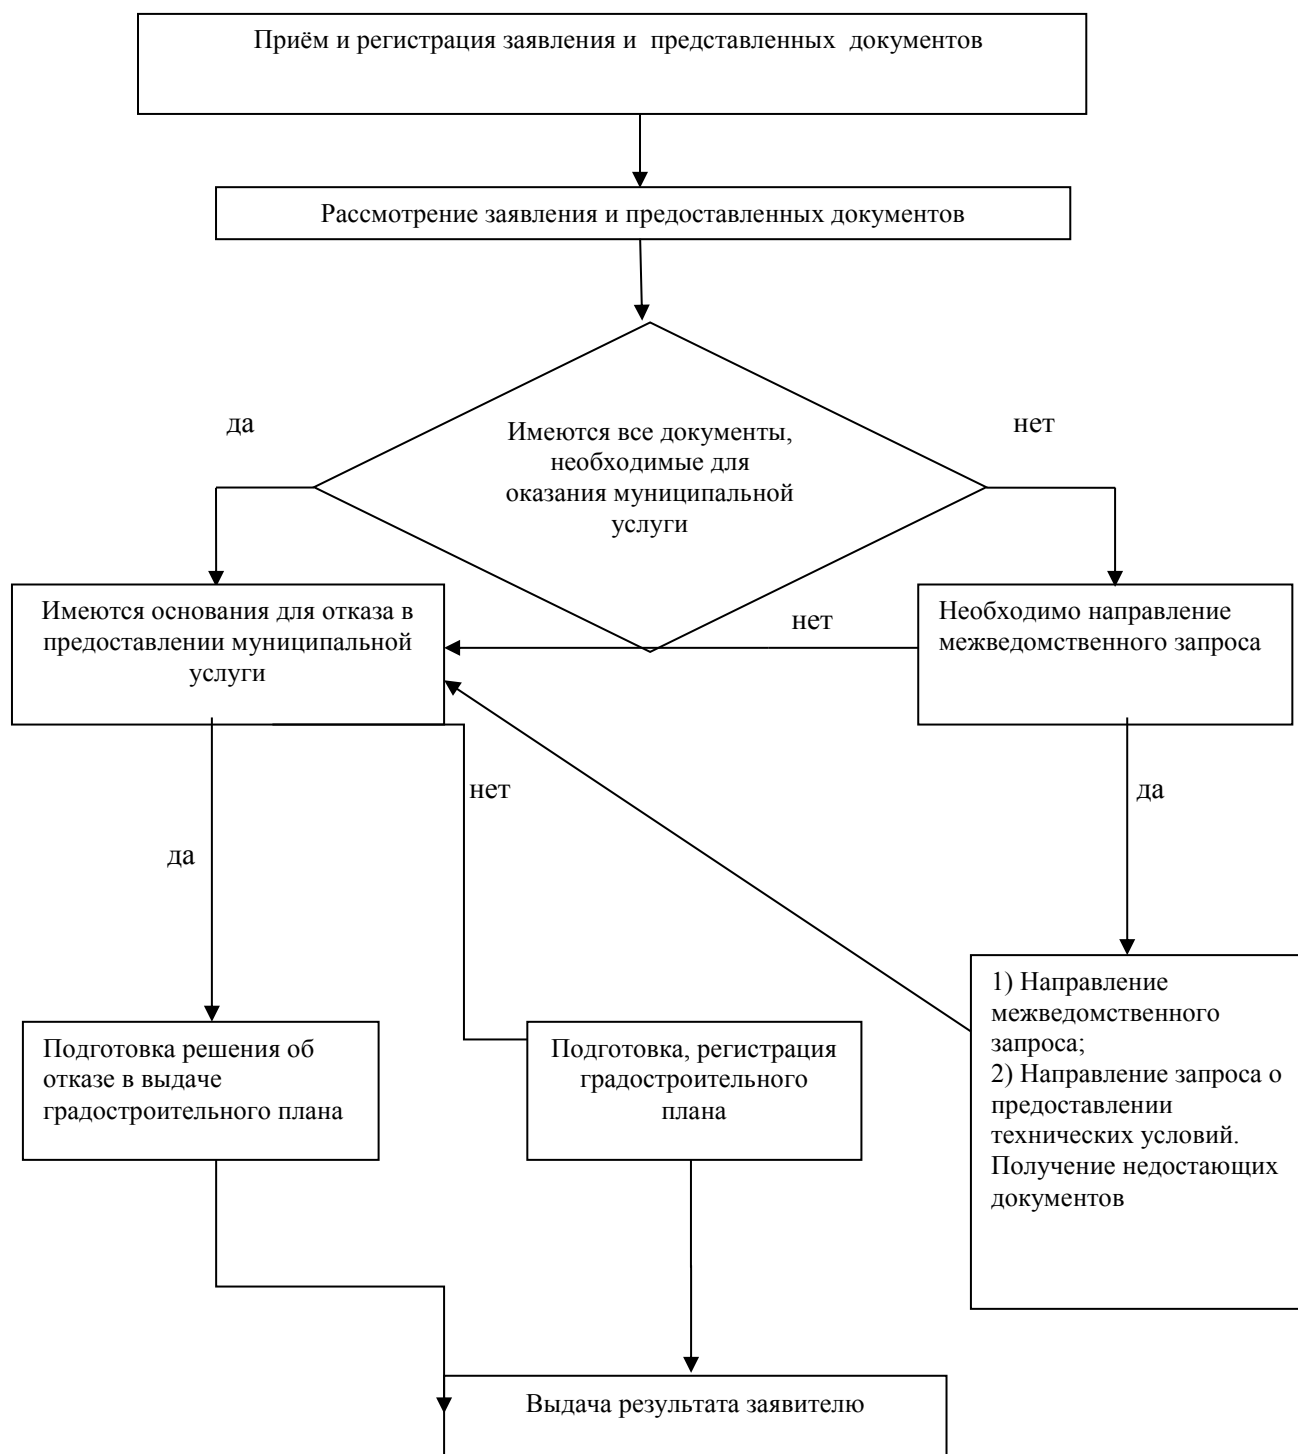 Приём и регистрация заявления и представленных документов
Рассмотрение заявления и предоставленных документов
да
нет
Имеются все документы,
необходимые для
оказания муниципальной
услуги
Имеются основания для отказа в
предоставлении муниципальной
услуги
нет
Необходимо направление
межведомственного запроса
нет
да
да
1) Направление
межведомственного
запроса;
2) Направление запроса о
предоставлении
технических условий.
Получение недостающих
документов
Подготовка решения об
отказе в выдаче
градостроительного плана
Подготовка, регистрация
градостроительного
плана
Выдача результата заявителю